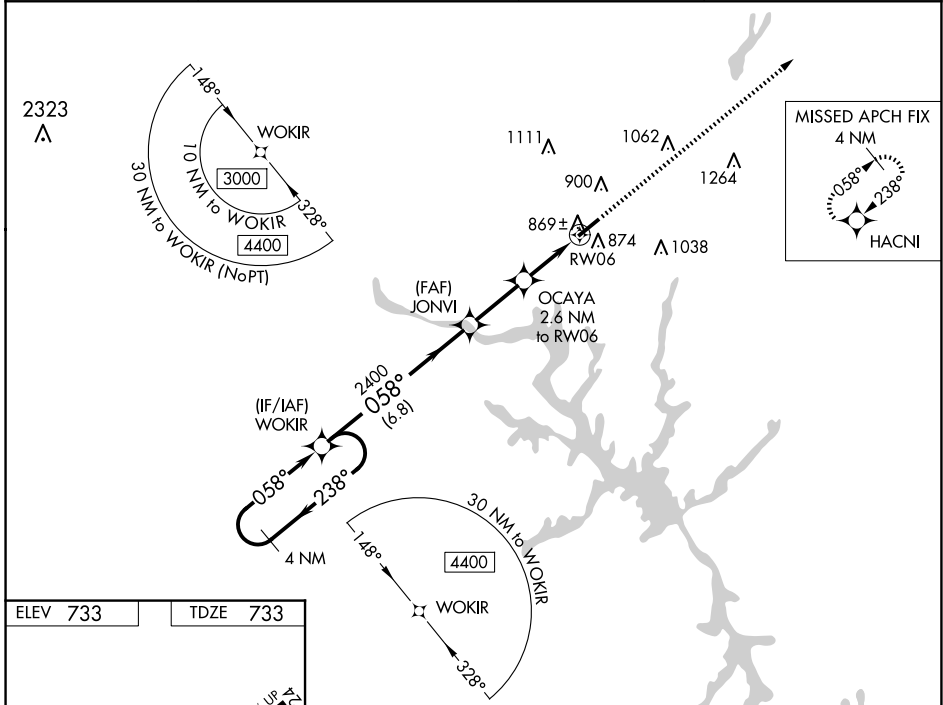 2323
148°
WOKIR
10 NM to WOKIR
3000
328°
30 NM to WOKIR (NoPT)
4400
1111
1062
1264
900
869±
874
RW06
1038
MISSED APCH FIX
4 NM
058°
238°
HACNI
(FAF)
JONVI
OCAYA
2.6 NM
to RW06
2400
058°
(6.8)
(IF/IAF)
WOKIR
058°
238°
4 NM
30 NM to WOKIR
148°
4400
WOKIR
328°
ELEV 733
TDZE 733
UP
24